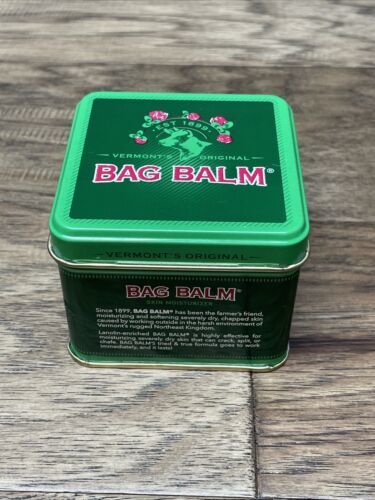 EST 1899
VERMONT'S ORIGINAL
BAG BALM®
VERMONT'S ORIGINAL
BAG BALM®
SKIN MOISTURIZER
Since 1899, BAG BALM® has been the farmer's friend,
moisturizing and softening severely dry, chapped skin
caused by working outside in the harsh environment of
Vermont's rugged Northeast Kingdom.
Lanolin-enriched BAG BALM® is highly effective for
moisturizing severely dry skin that can crack, split, or
chafe. BAG BALM'S tried & true formula goes to work
immediately, and it lasts!